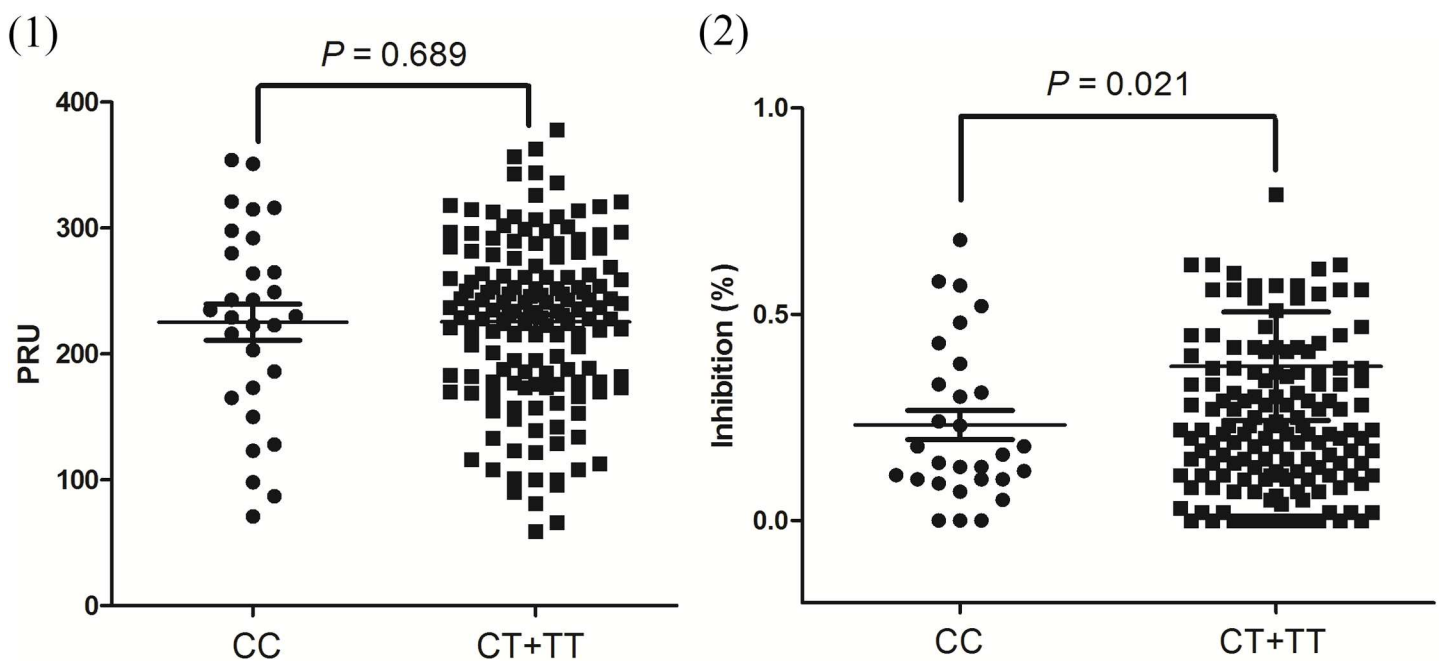 (1)
P = 0.689
400
300
200
100
0
PRU
CC
CT+TT
(2)
P = 0.021
1.0
0.5
0.0
Inhibition (%)
CC
CT+TT